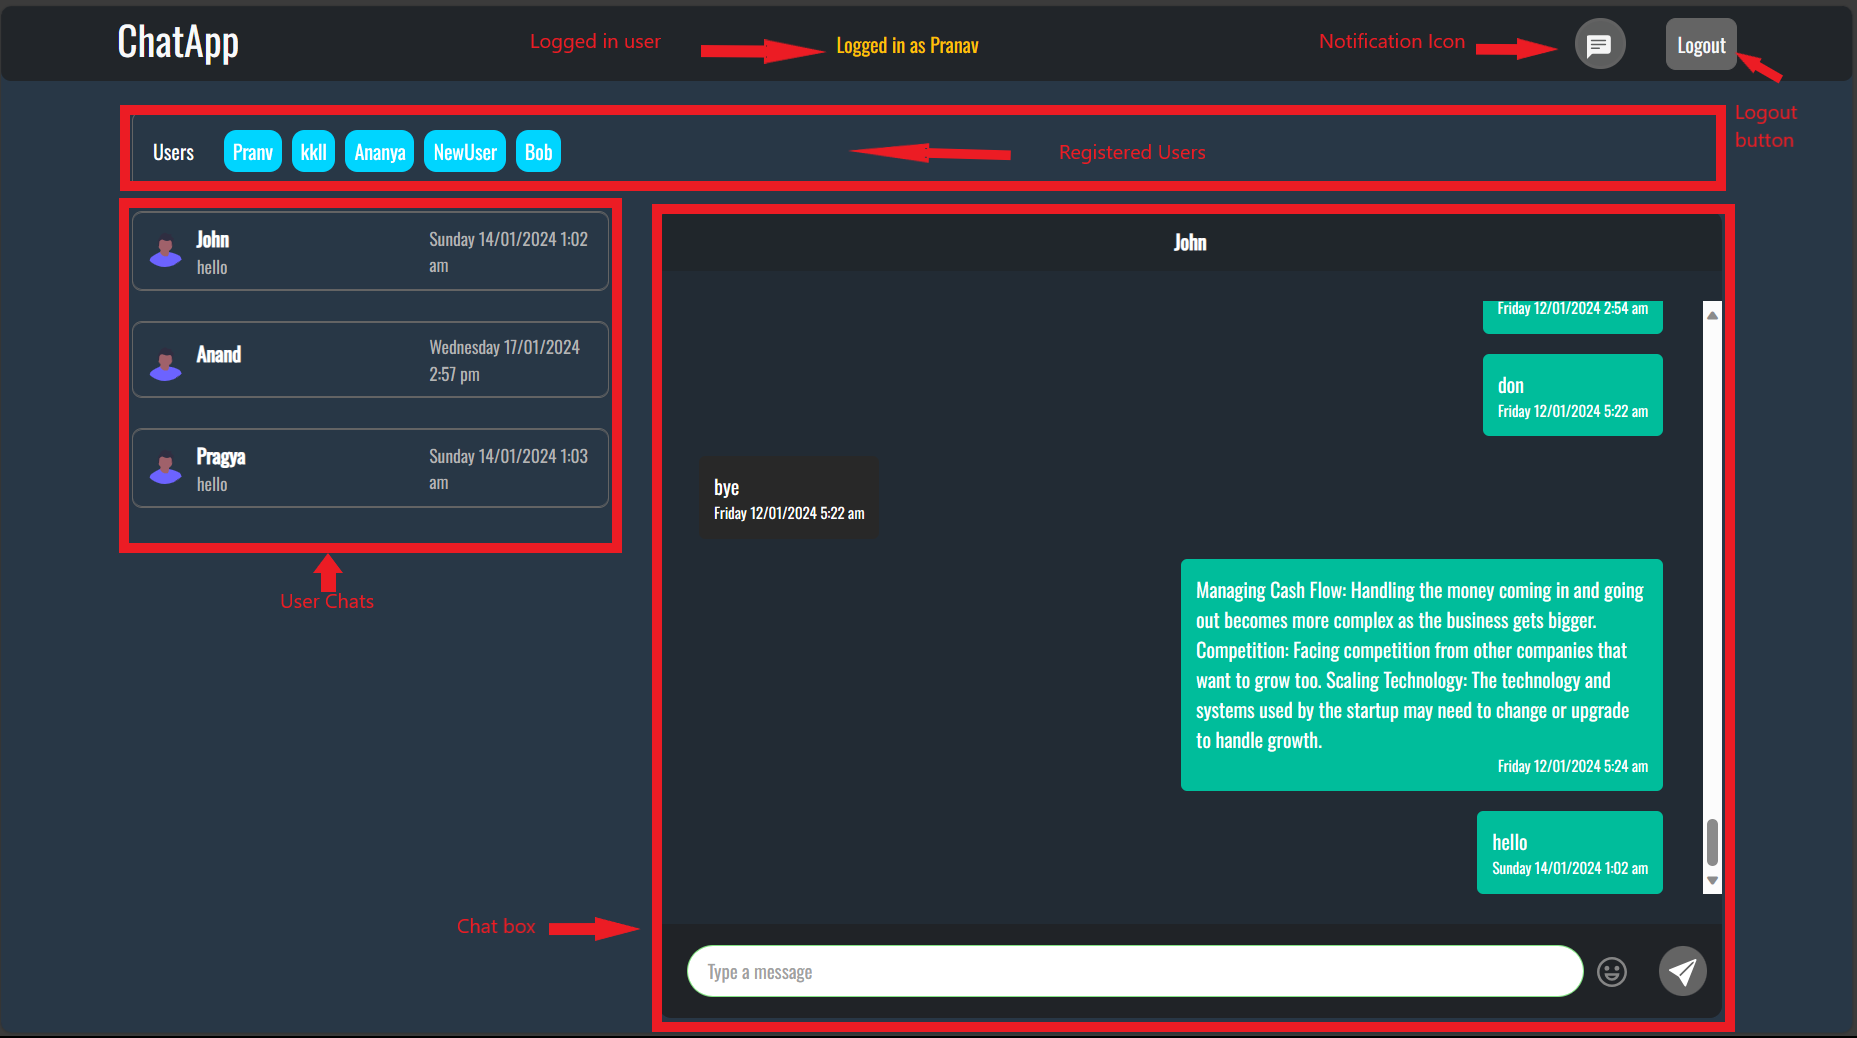 ChatApp
Logged in user
Logged in as Pranav
Notification Icon
Logout
Logout
button
Users
Pranv
kkll
Ananya
NewUser
Bob
Registered Users
John
hello
Sunday 14/01/2024 1:02
am
Anand
Wednesday 17/01/2024
2:57 pm
Pragya
hello
Sunday 14/01/2024 1:03
am
User Chats
John
Friday 12/01/2024 2:54 am
don
Friday 12/01/2024 5:22 am
bye
Friday 12/01/2024 5:22 am
Managing Cash Flow: Handling the money coming in and going
out becomes more complex as the business gets bigger.
Competition: Facing competition from other companies that
want to grow too. Scaling Technology: The technology and
systems used by the startup may need to change or upgrade
to handle growth.
Friday 12/01/2024 5:24 am
hello
Sunday 14/01/2024 1:02 am
Chat box
Type a message